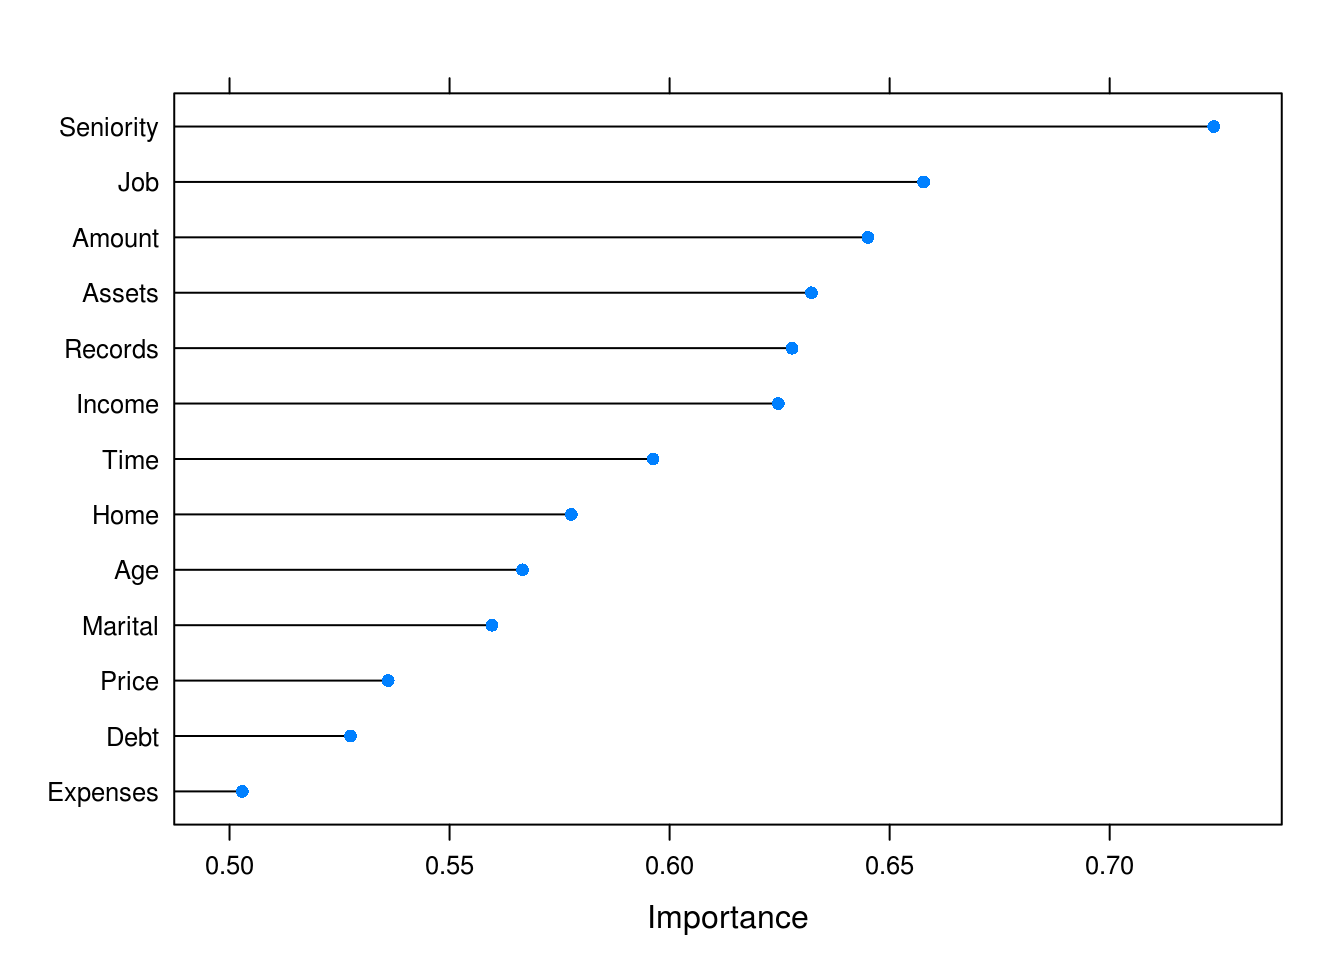 Seniority
Job
Amount
Assets
Records
Income
Time
Home
Age
Marital
Price
Debt
Expenses
0.50 0.55 0.60 0.65 0.70
Importance